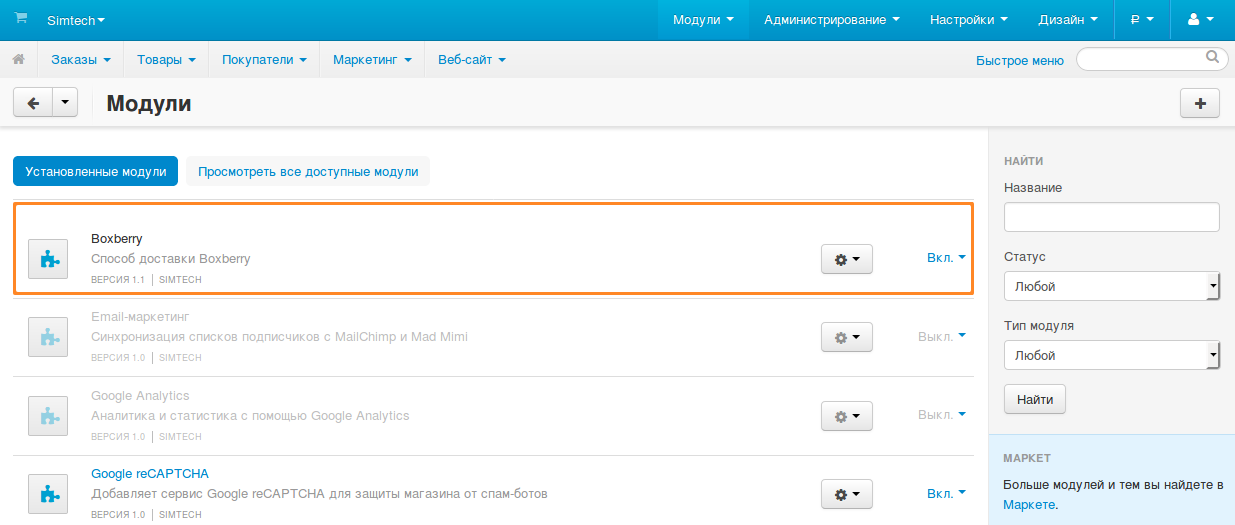 Simtech
Модули
Администрирование
Настройки
Дизайн
₽
Заказы
Товары
Покупатели
Маркетинг
Веб-сайт
Быстрое меню
Модули
Установленные модули
Просмотреть все доступные модули
Boxberry
Способ доставки Boxberry
ВЕРСИЯ 1.1 | SIMTECH
Вкл.
Email-маркетинг
Синхронизация списков подписчиков с MailChimp и Mad Mimi
ВЕРСИЯ 1.0 | SIMTECH
Выкл.
Google Analytics
Аналитика и статистика с помощью Google Analytics
ВЕРСИЯ 1.0 | SIMTECH
Выкл.
Google reCAPTCHA
Добавляет сервис Google reCAPTCHA для защиты магазина от спам-ботов
ВЕРСИЯ 1.0 | SIMTECH
Вкл.
НАЙТИ
Название
Статус
Любой
Тип модуля
Любой
Найти
МАРКЕТ
Больше модулей и тем вы найдете в
Маркете.